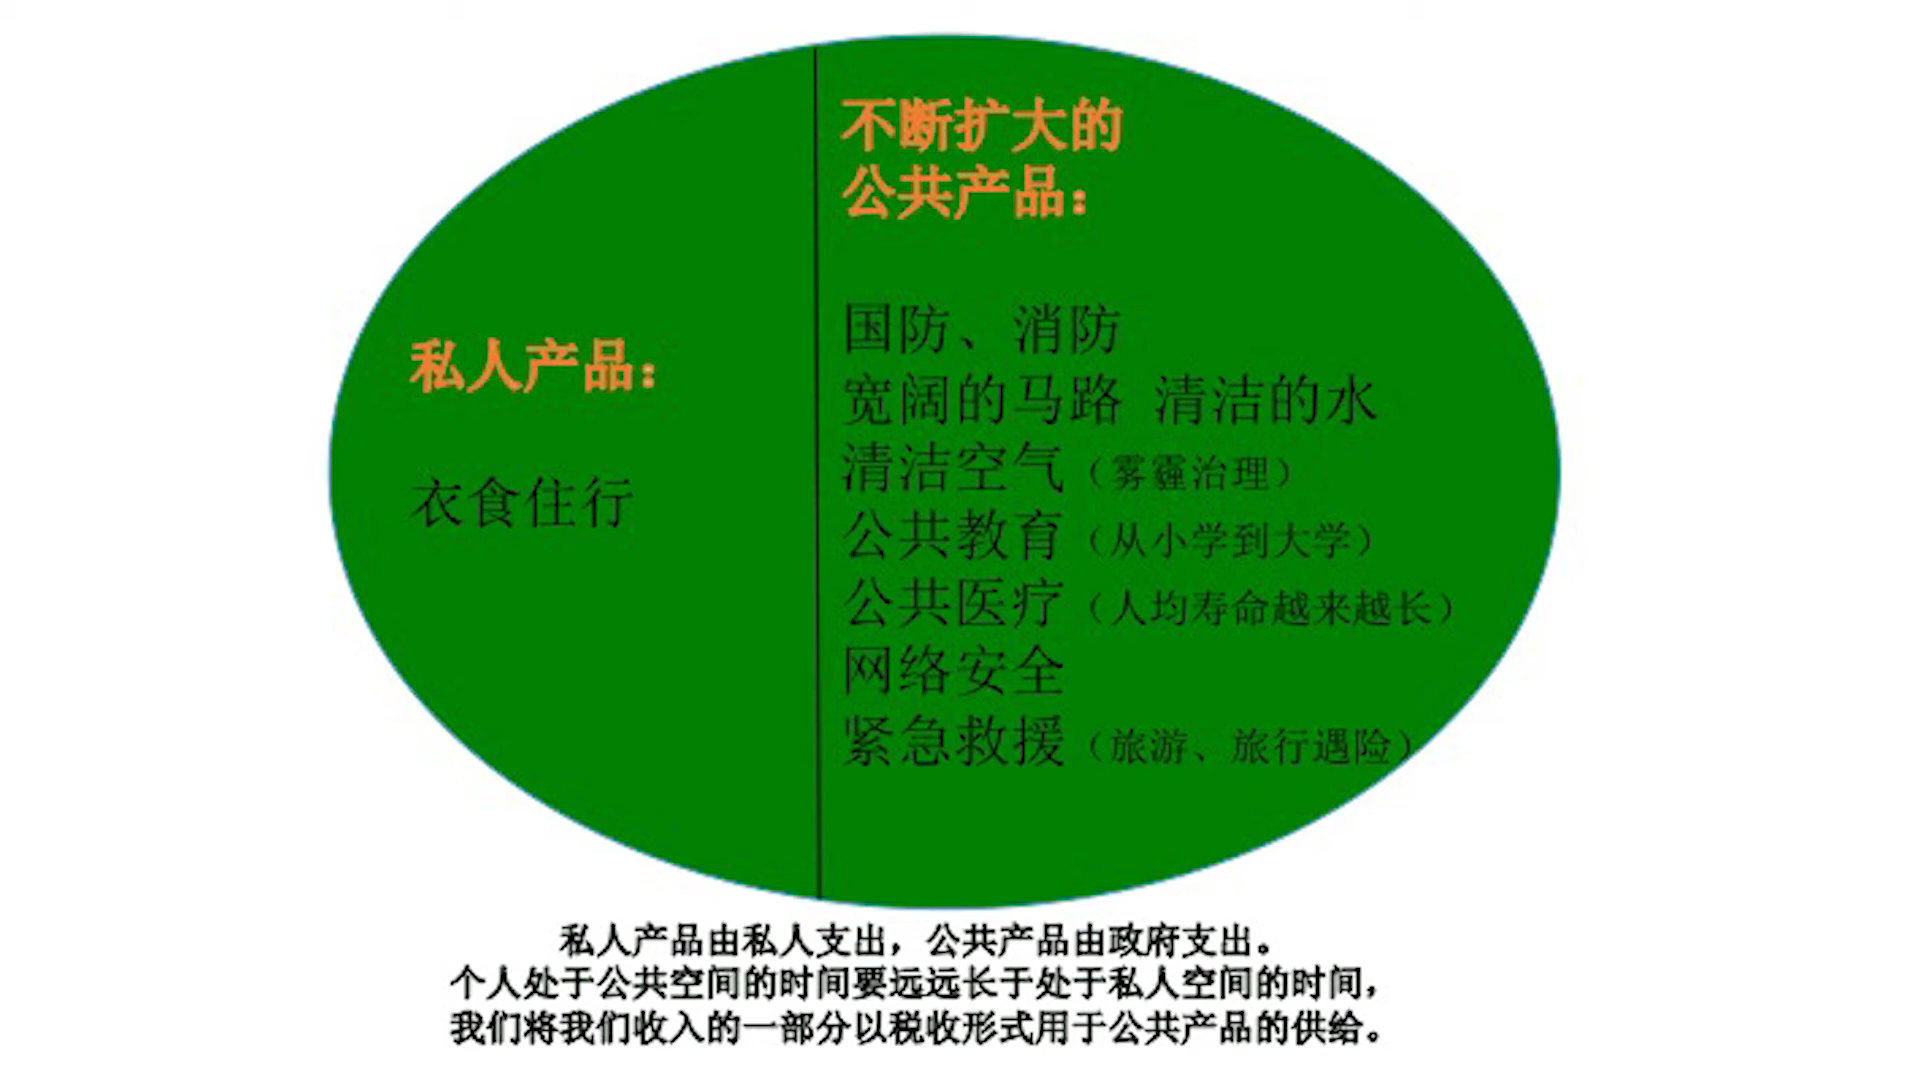 私人产品：
衣食住行
不断扩大的
公共产品：
国防、消防
宽阔的马路 清洁的水
清洁空气（雾霾治理）
公共教育（从小学到大学）
公共医疗（人均寿命越来越长）
网络安全
紧急救援（旅游、旅行遇险）
私人产品由私人支出，公共产品由政府支出。
个人处于公共空间的时间要远远长于处于私人空间的时间，
我们将我们收入的一部分以税收形式用于公共产品的供给。